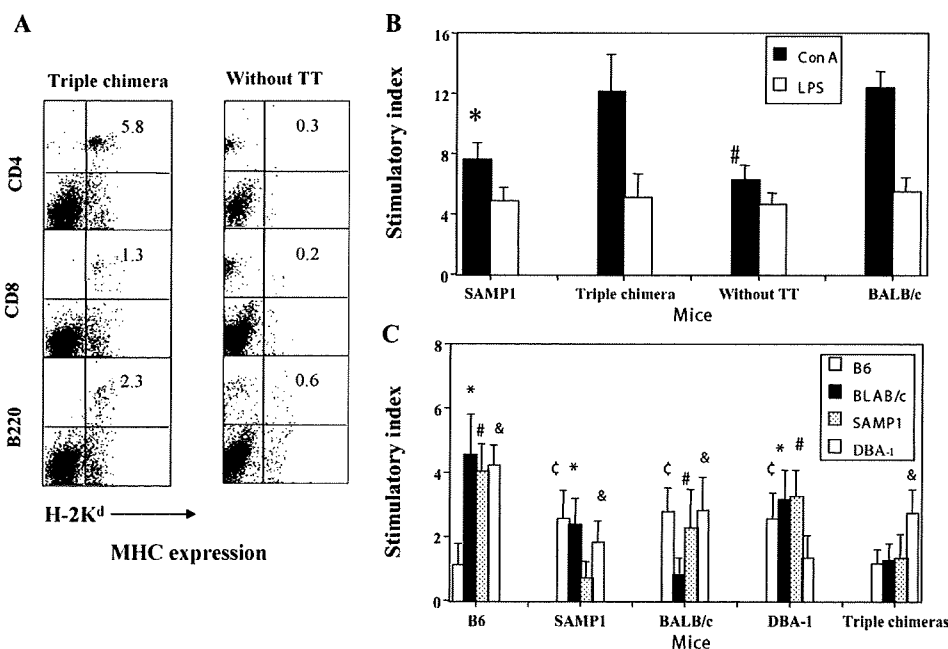 A
Triple chimera
Without TT
CD4
5.8
0.3
CD8
1.3
0.2
B220
2.3
0.6
H-2Kd
MHC expression
B
Stimulatory index
16
12
8
4
0
Con A
LPS
*
#
SAMP1
Triple chimera
Without TT
BALB/c
Mice
C
Stimulatory index
8
6
4
2
0
B6
BLAB/c
SAMP1
DBA-1
* # &
¢ * &
¢ # &
¢ * #
&
B6
SAMP1
BALB/c
DBA-1
Triple chimeras
Mice